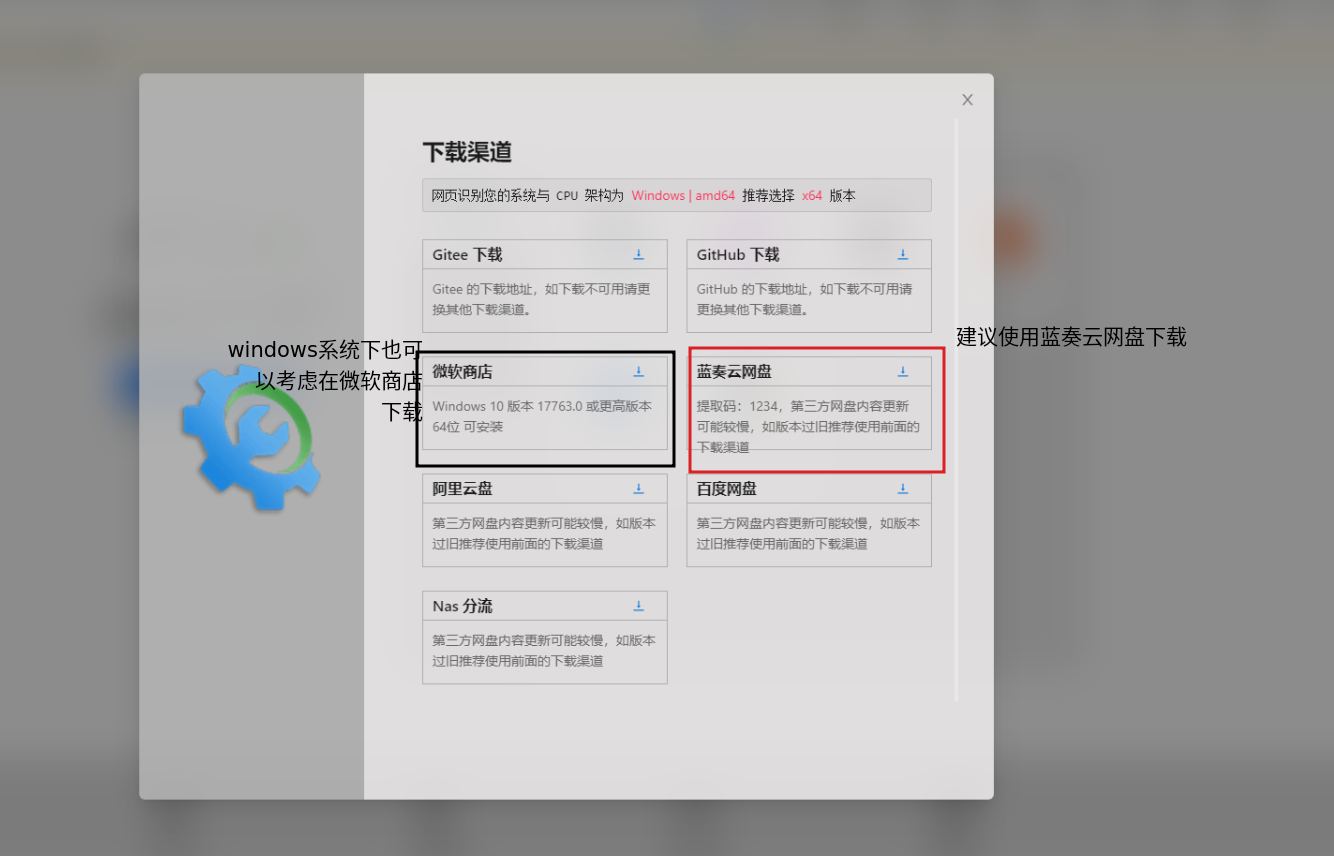 下载渠道
网页识别您的系统与 CPU 架构为 Windows | amd64 推荐选择 x64 版本
Gitee 下载
Gitee 的下载地址，如下载不可用请更
换其他下载渠道。
GitHub 下载
GitHub 的下载地址，如下载不可用请
更换其他下载渠道。
windows系统下也可
以考虑在微软商店
下载
微软商店
Windows 10 版本 17763.0 或更高版本
64位 可安装
蓝奏云网盘
提取码：1234，第三方网盘内容更新
可能较慢，如版本过旧推荐使用前面的
下载渠道
建议使用蓝奏云网盘下载
阿里云盘
第三方网盘内容更新可能较慢，如版本
过旧推荐使用前面的下载渠道
百度网盘
第三方网盘内容更新可能较慢，如版本
过旧推荐使用前面的下载渠道
Nas 分流
第三方网盘内容更新可能较慢，如版本
过旧推荐使用前面的下载渠道